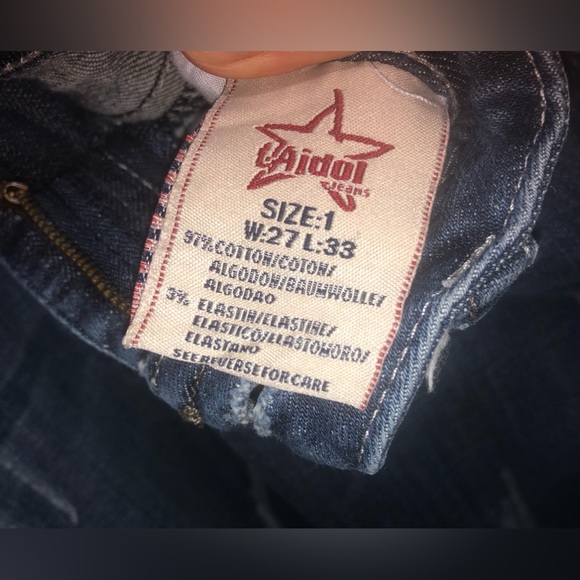 t'Aidol
JEANS
SIZE:1
W:27 L:33
97% COTTON/COTON/
ALGODON/BAUMWOLLE/
ALGODAO
3% ELASTIN/ELASTINE/
ELASTICO/ELASTOMORO/
ELASTANO
SEE REVERSE FOR CARE